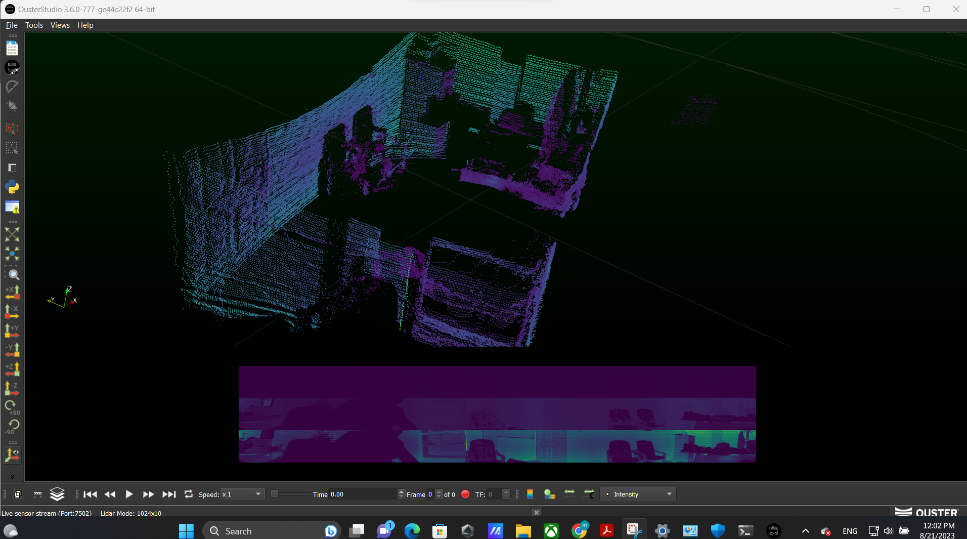 OusterStudio 3.6.0-777-ge44c22f2 64-bit
File Tools Views Help
+X
-X
+Y
-Y
+Z
-Z
+90
-90
Z
Y
X
Speed: x 1
Time 0.00
Frame 0 of 0
TF: 0
Intensity
Live sensor stream (Port:7502) Lidar Mode: 1024x10
OUSTER
Search
1
ENG
12:02 PM
8/21/2023